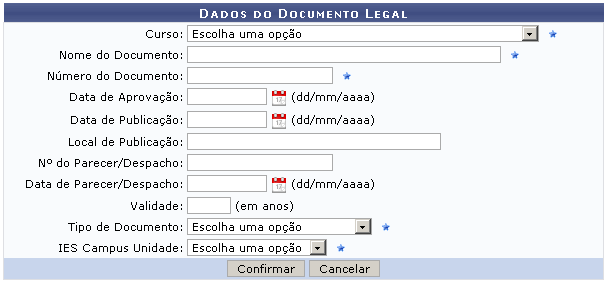 Dados do Documento Legal
Curso: Escolha uma opção
Nome do Documento:
Número do Documento:
Data de Aprovação: (dd/mm/aaaa)
Data de Publicação: (dd/mm/aaaa)
Local de Publicação:
Nº do Parecer/Despacho:
Data de Parecer/Despacho: (dd/mm/aaaa)
Validade: (em anos)
Tipo de Documento: Escolha uma opção
IES Campus Unidade: Escolha uma opção
Confirmar Cancelar